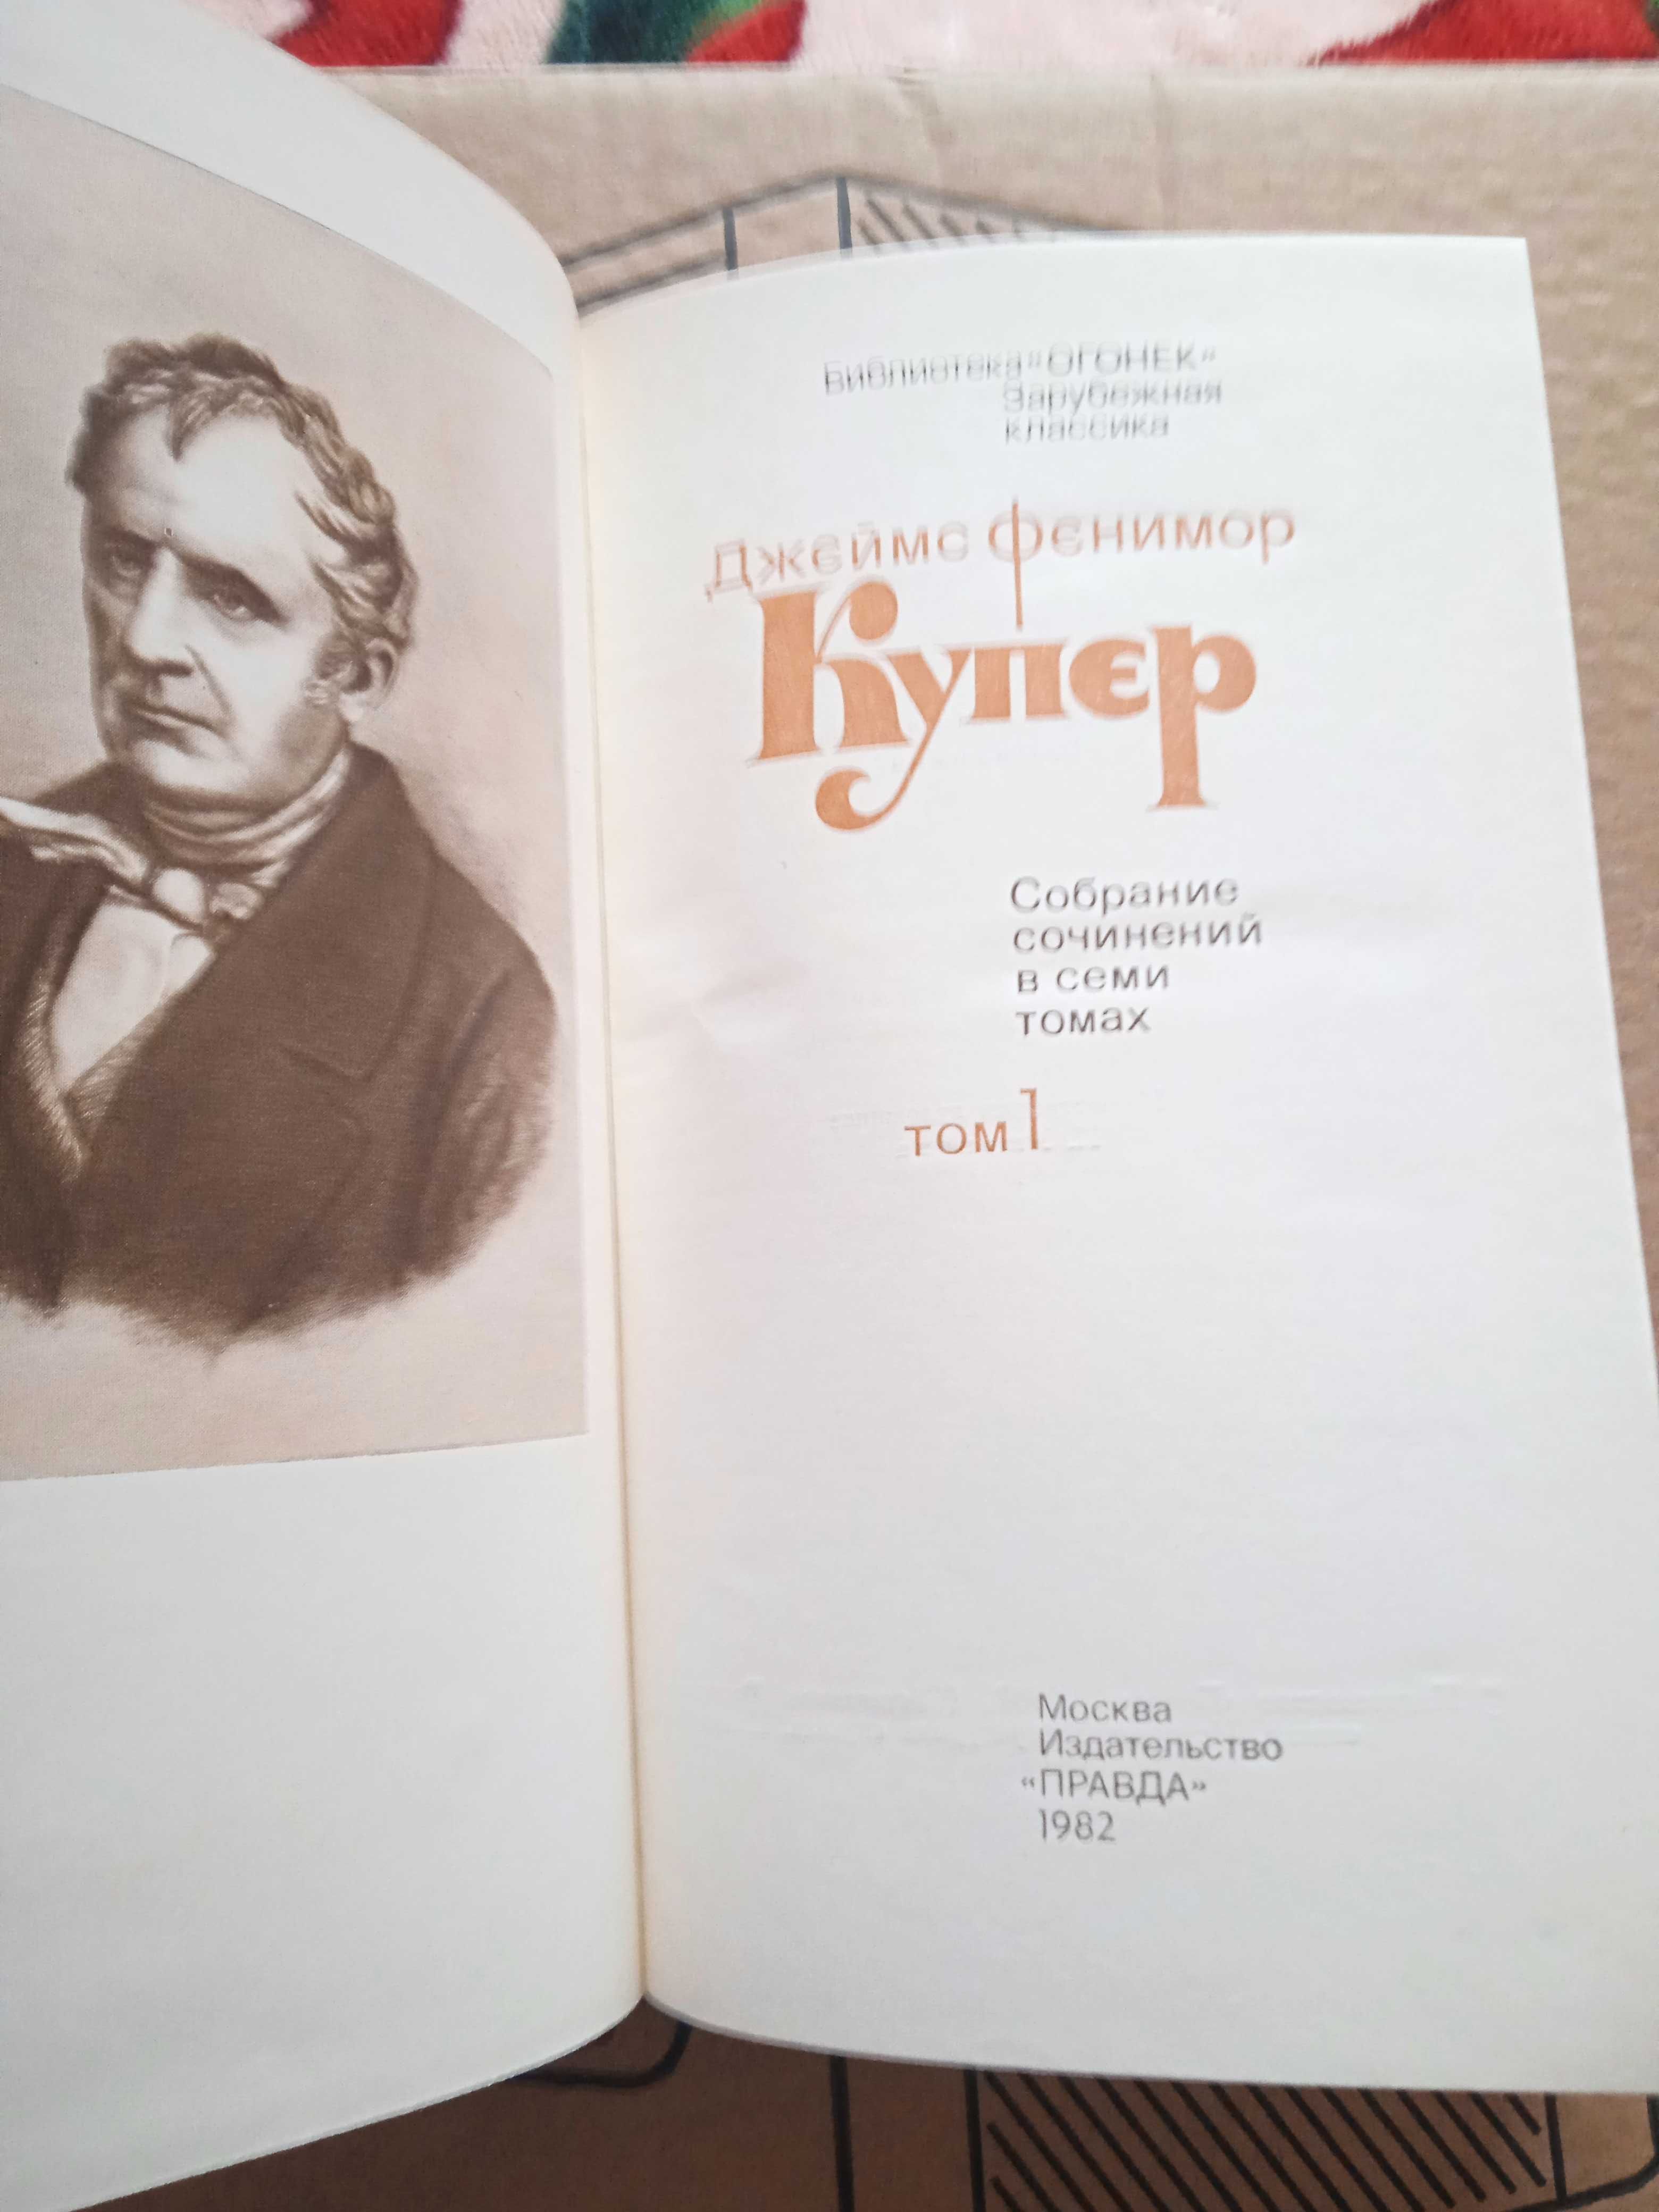 Библиотека «ОГОНЕК»
Зарубежная
классика
Джеймс Фенимор
Купер
Собрание
сочинений
в семи
томах
том 1
Москва
Издательство
«ПРАВДА»
1982